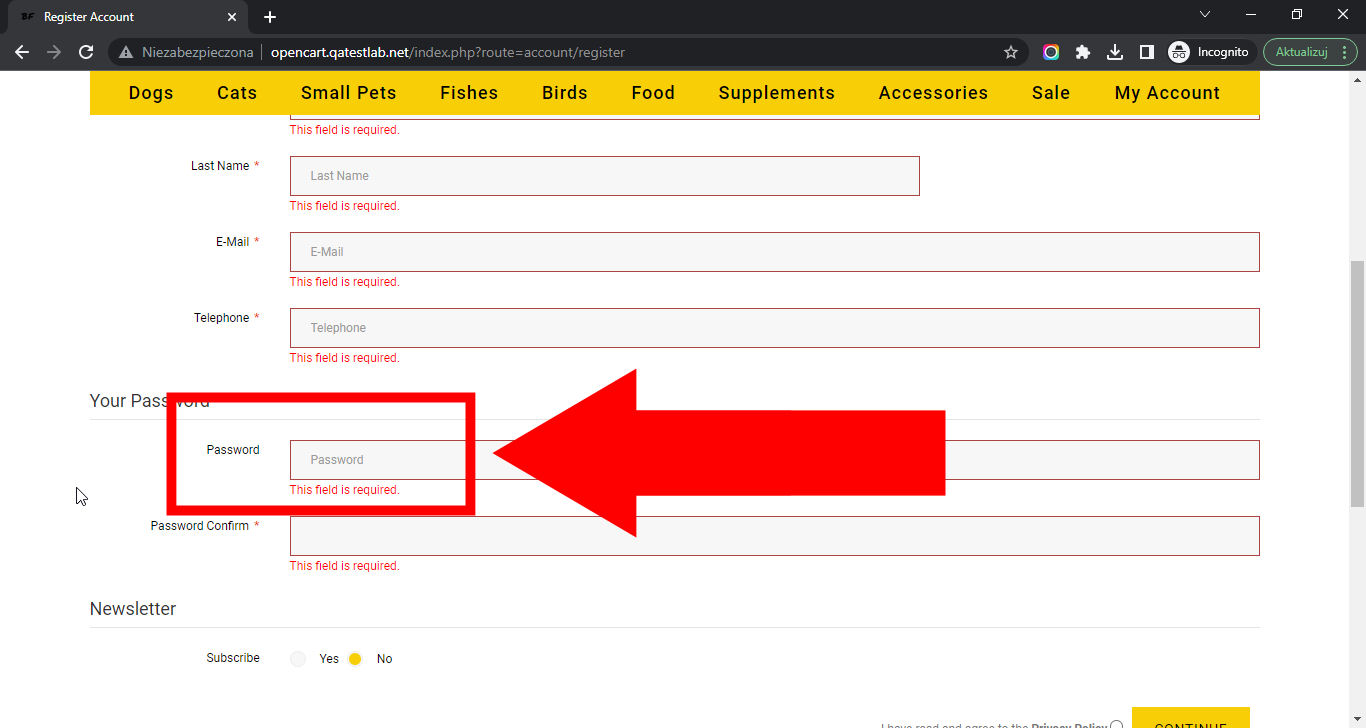 BF Register Account
Niezabezpieczona opencart.qatestlab.net/index.php?route=account/register Incognito Aktualizuj
Dogs Cats Small Pets Fishes Birds Food Supplements Accessories Sale My Account
This field is required.
Last Name * Last Name
This field is required.
E-Mail * E-Mail
This field is required.
Telephone * Telephone
This field is required.
Your Password
Password Password
This field is required.
Password Confirm *
This field is required.
Newsletter
Subscribe Yes No
I have read and agree to the Privacy Policy CONTINUE